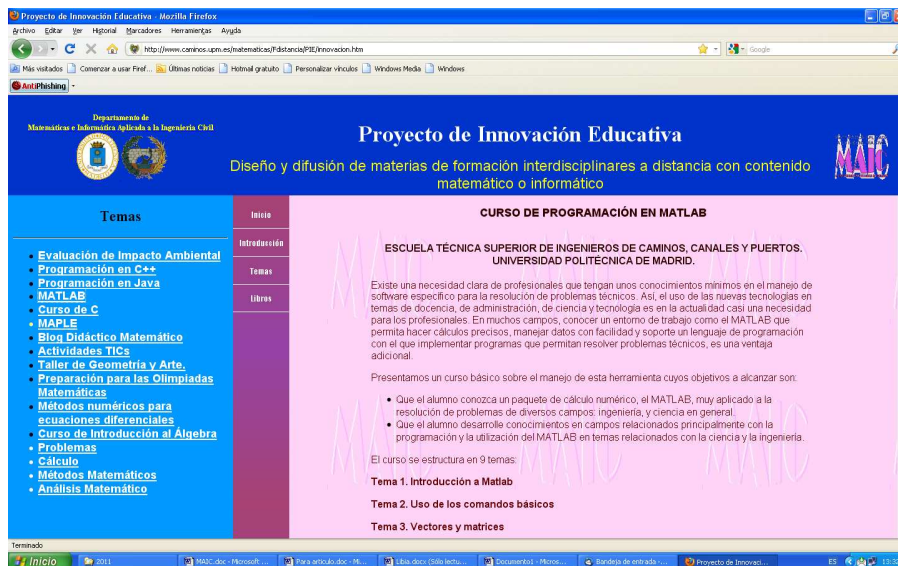 Proyecto de Innovación Educativa - Mozilla Firefox
Archivo Editar Ver Historial Marcadores Herramientas Ayuda
http://www.caminos.upm.es/matematicas/Fdistancia/PIE/innovacion.htm
Google
Más visitados Comenzar a usar Firef... Últimas noticias Hotmail gratuito Personalizar vínculos Windows Media Windows
AntiPhishing
Departamento de
Matemáticas e Informática Aplicada a la Ingeniería Civil
Proyecto de Innovación Educativa
Diseño y difusión de materias de formación interdisciplinares a distancia con contenido
matemático o informático
MAIC
Temas
Evaluación de Impacto Ambiental
Programación en C++
Programación en Java
MATLAB
Curso de C
MAPLE
Blog Didáctico Matemático
Actividades TICs
Taller de Geometría y Arte.
Preparación para las Olimpiadas
Matemáticas
Métodos numéricos para
ecuaciones diferenciales
Curso de Introducción al Álgebra
Problemas
Cálculo
Métodos Matemáticos
Análisis Matemático
Inicio
Introducción
Temas
Libros
CURSO DE PROGRAMACIÓN EN MATLAB
ESCUELA TÉCNICA SUPERIOR DE INGENIEROS DE CAMINOS, CANALES Y PUERTOS.
UNIVERSIDAD POLITÉCNICA DE MADRID.
Existe una necesidad clara de profesionales que tengan unos conocimientos mínimos en el manejo de
software específico para la resolución de problemas técnicos. Así, el uso de las nuevas tecnologías en
temas de docencia, de administración, de ciencia y tecnología es en la actualidad casi una necesidad
para los profesionales. En muchos campos, conocer un entorno de trabajo como el MATLAB que
permita hacer cálculos precisos, manejar datos con facilidad y soporte un lenguaje de programación
con el que implementar programas que permitan resolver problemas técnicos, es una ventaja
adicional.
Presentamos un curso básico sobre el manejo de esta herramienta cuyos objetivos a alcanzar son:
Que el alumno conozca un paquete de cálculo numérico, el MATLAB, muy aplicado a la
resolución de problemas de diversos campos: ingeniería, y ciencia en general.
Que el alumno desarrolle conocimientos en campos relacionados principalmente con la
programación y la utilización del MATLAB en temas relacionados con la ciencia y la ingeniería.
El curso se estructura en 9 temas:
Tema 1. Introducción a Matlab
Tema 2. Uso de los comandos básicos
Tema 3. Vectores y matrices
Terminado
Inicio 2011 MAIC.doc - Microsoft ... Para articulo.doc - Mi... Libia.docx (Sólo lectu... Documento1 - Micros... Bandeja de entrada -... Proyecto de Innovaci... ES 13:32